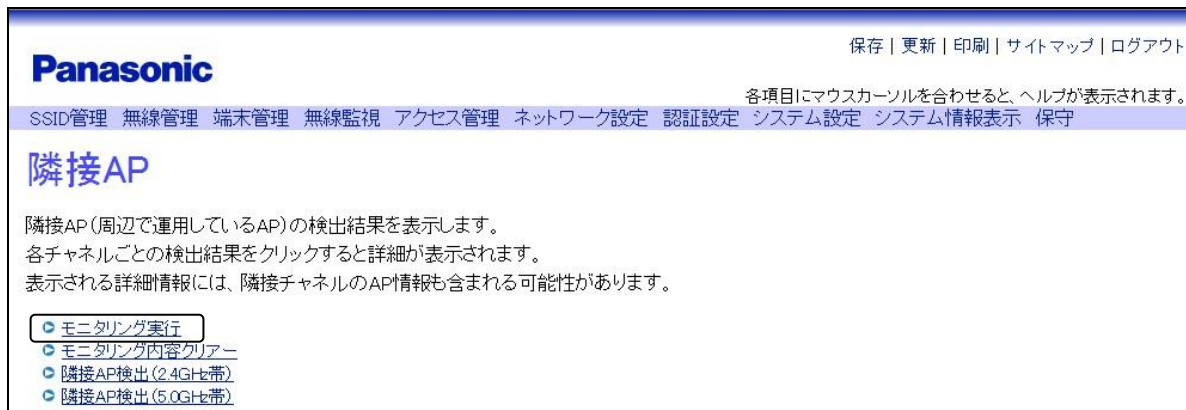 保存 | 更新 | 印刷 | サイトマップ | ログアウト
Panasonic
各項目にマウスカーソルを合わせると、ヘルプが表示されます。
SSID管理 無線管理 端末管理 無線監視 アクセス管理 ネットワーク設定 認証設定 システム設定 システム情報表示 保守
隣接AP
隣接AP(周辺で運用しているAP)の検出結果を表示します。
各チャネルごとの検出結果をクリックすると詳細が表示されます。
表示される詳細情報には、隣接チャネルのAP情報も含まれる可能性があります。
モニタリング実行
モニタリング内容クリアー
隣接AP検出(2.4GHz帯)
隣接AP検出(5.0GHz帯)